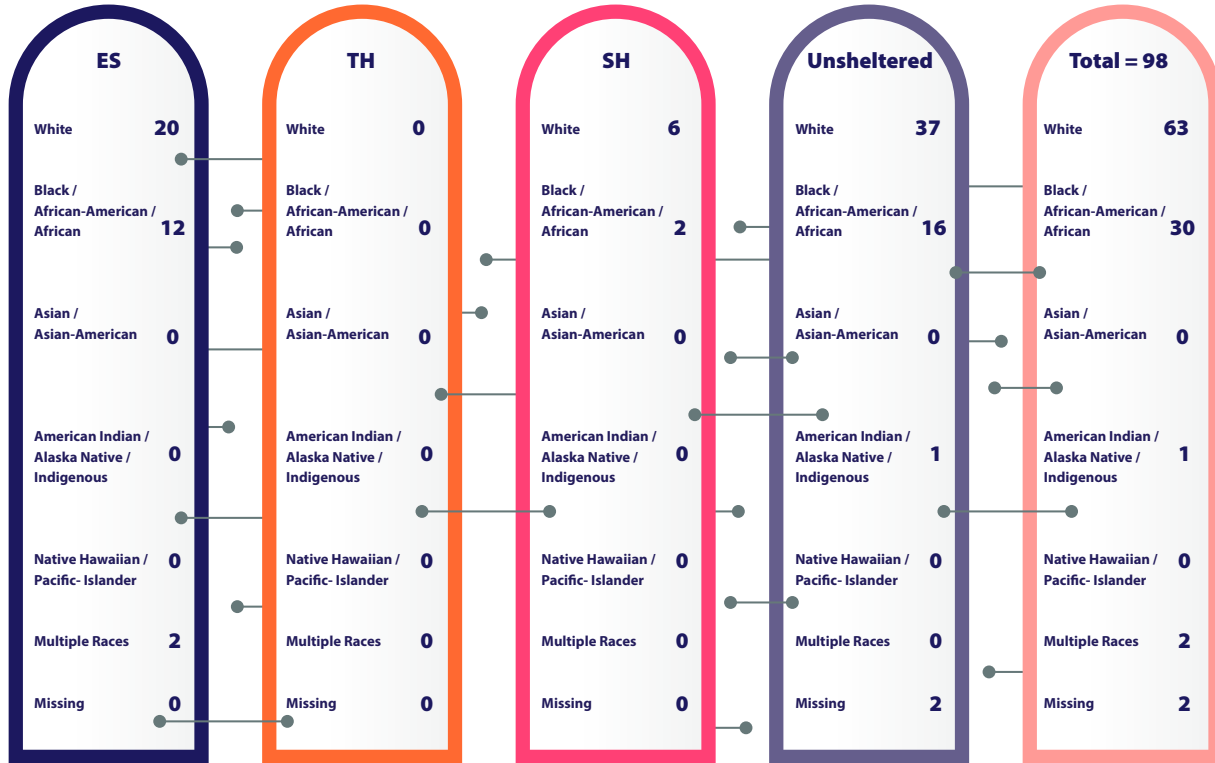 ES
White 20
Black /
African-American /
African 12
Asian /
Asian-American 0
American Indian /
Alaska Native / 0
Indigenous
Native Hawaiian / 0
Pacific- Islander
Multiple Races 2
Missing 0
TH
White 0
Black /
African-American /
African 0
Asian /
Asian-American 0
American Indian /
Alaska Native / 0
Indigenous
Native Hawaiian / 0
Pacific- Islander
Multiple Races 0
Missing 0
SH
White 6
Black /
African-American /
African 2
Asian /
Asian-American 0
American Indian /
Alaska Native / 0
Indigenous
Native Hawaiian / 0
Pacific- Islander
Multiple Races 0
Missing 0
Unsheltered
White 37
Black /
African-American /
African 16
Asian /
Asian-American 0
American Indian /
Alaska Native / 1
Indigenous
Native Hawaiian / 0
Pacific- Islander
Multiple Races 0
Missing 2
Total = 98
White 63
Black /
African-American /
African 30
Asian /
Asian-American 0
American Indian /
Alaska Native / 1
Indigenous
Native Hawaiian / 0
Pacific- Islander
Multiple Races 2
Missing 2